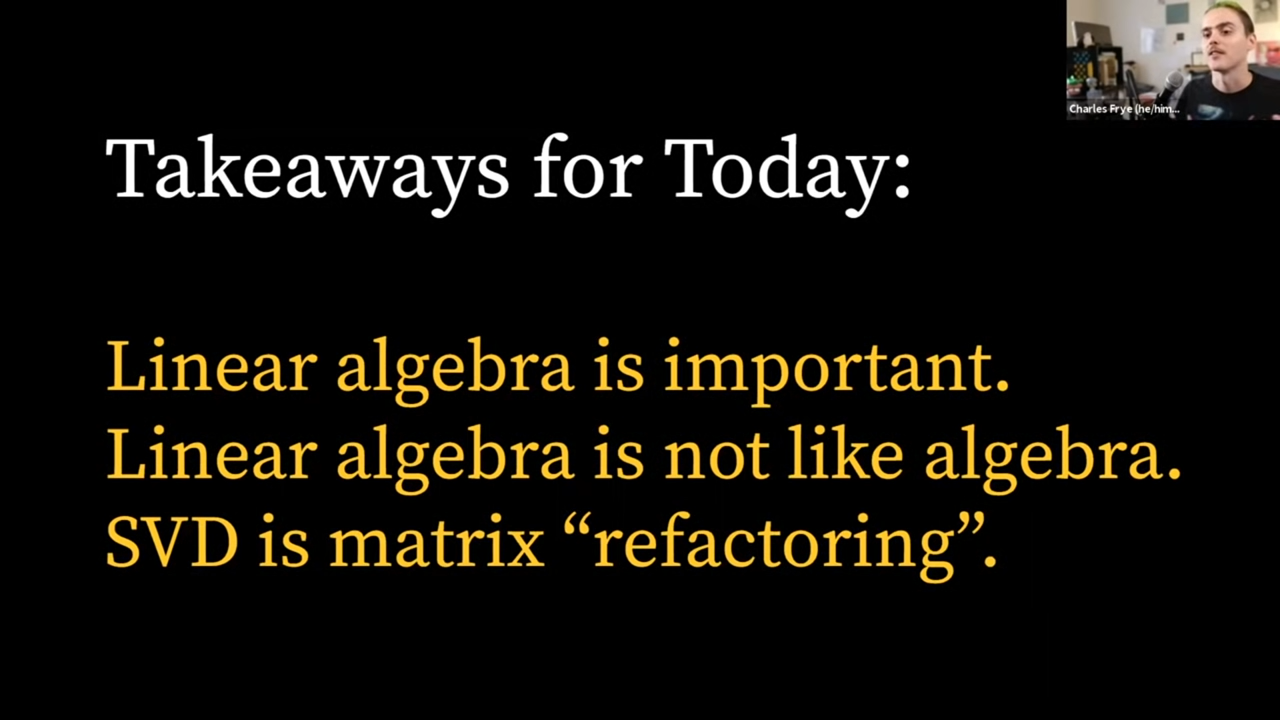 Charles Frye (he/him...
Takeaways for Today:
Linear algebra is important.
Linear algebra is not like algebra.
SVD is matrix “refactoring”.